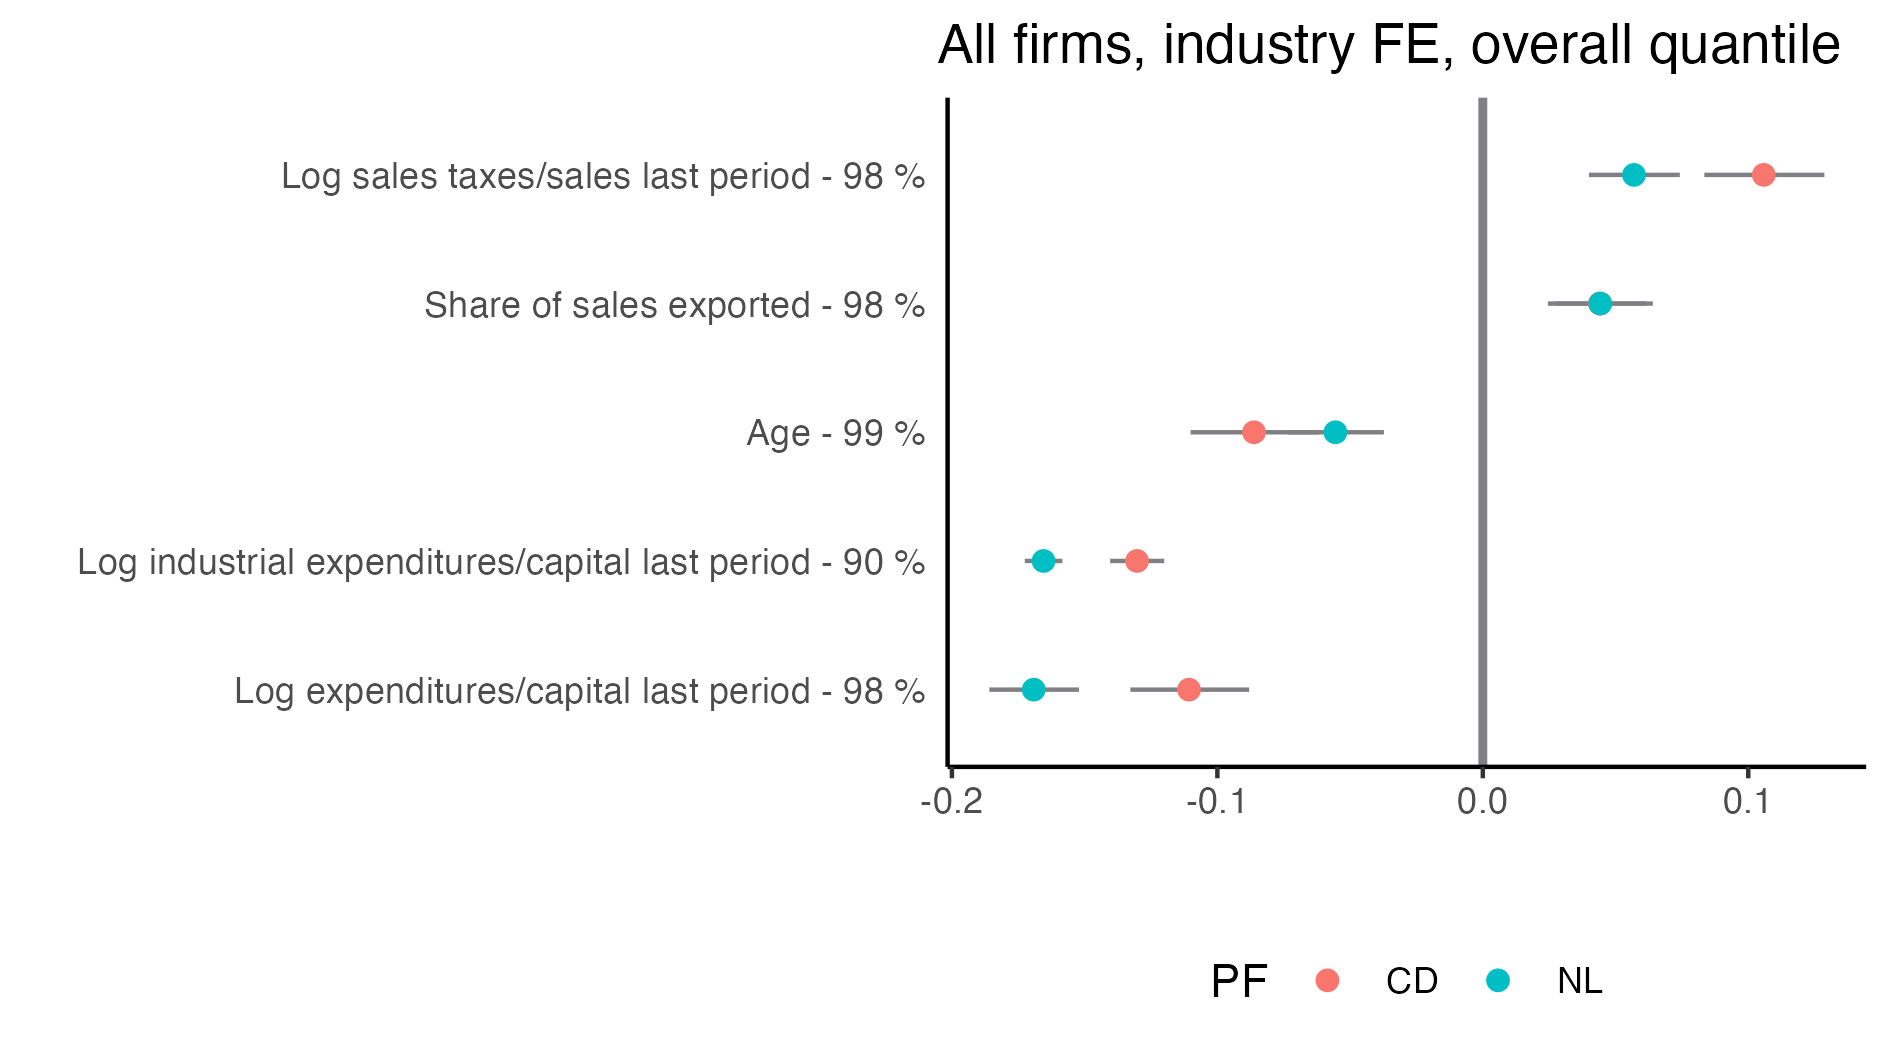 All firms, industry FE, overall quantile
Log sales taxes/sales last period - 98 %
Share of sales exported - 98 %
Age - 99 %
Log industrial expenditures/capital last period - 90 %
Log expenditures/capital last period - 98 %
-0.2 -0.1 0.0 0.1
PF CD NL